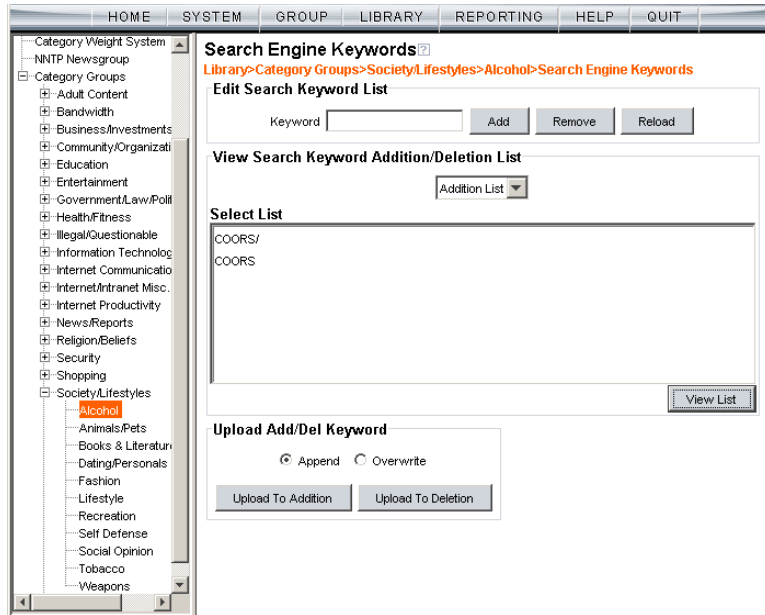 HOME SYSTEM GROUP LIBRARY REPORTING HELP QUIT
Category Weight System
NNTP Newsgroup
Category Groups
Adult Content
Bandwidth
Business/Investments
Community/Organizati
Education
Entertainment
Government/Law/Polit
Health/Fitness
Illegal/Questionable
Information Technolog
Internet Communicatio
Internet/Intranet Misc.
Internet Productivity
News/Reports
Religion/Beliefs
Security
Shopping
Society/Lifestyles
Alcohol
Animals/Pets
Books & Literature
Dating/Personals
Fashion
Lifestyle
Recreation
Self Defense
Social Opinion
Tobacco
Weapons
Search Engine Keywords?
Library>Category Groups>Society/Lifestyles>Alcohol>Search Engine Keywords
Edit Search Keyword List
Keyword Add Remove Reload
View Search Keyword Addition/Deletion List
Addition List
Select List
COORS/
COORS
View List
Upload Add/Del Keyword
Append Overwrite
Upload To Addition Upload To Deletion